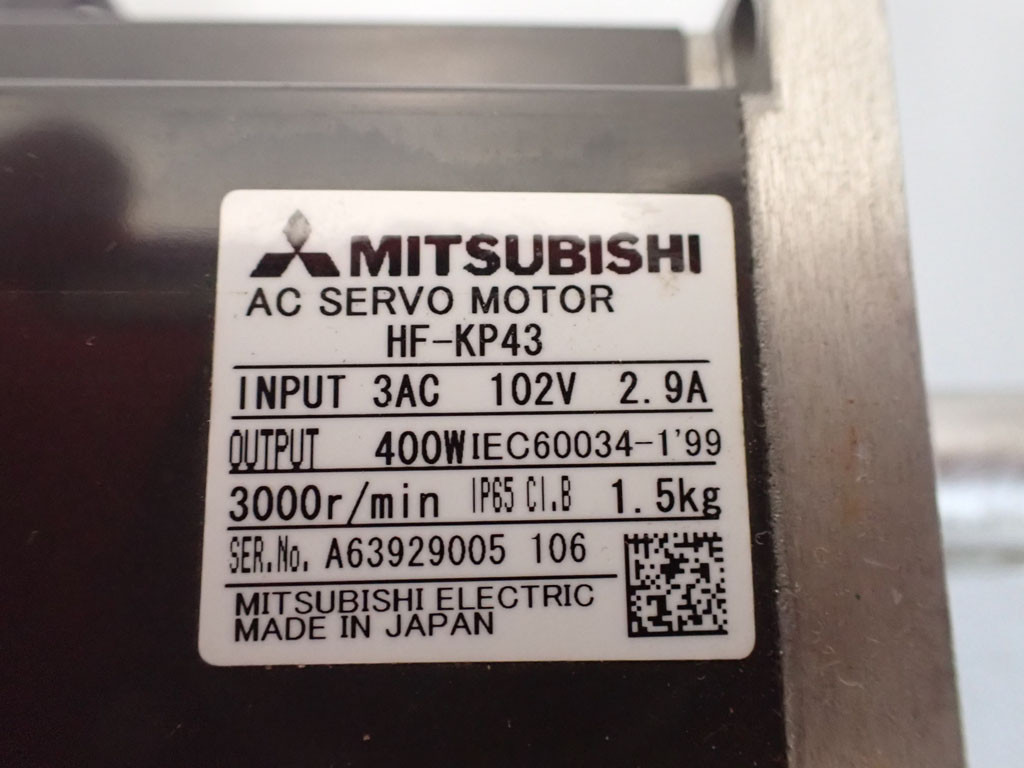 MITSUBISHI
AC SERVO MOTOR
HF-KP43
INPUT 3AC 102V 2.9A
OUTPUT 400W IEC60034-1'99
3000r/min IP65 Cl.B 1.5kg
SER.No. A63929005 106
MITSUBISHI ELECTRIC
MADE IN JAPAN